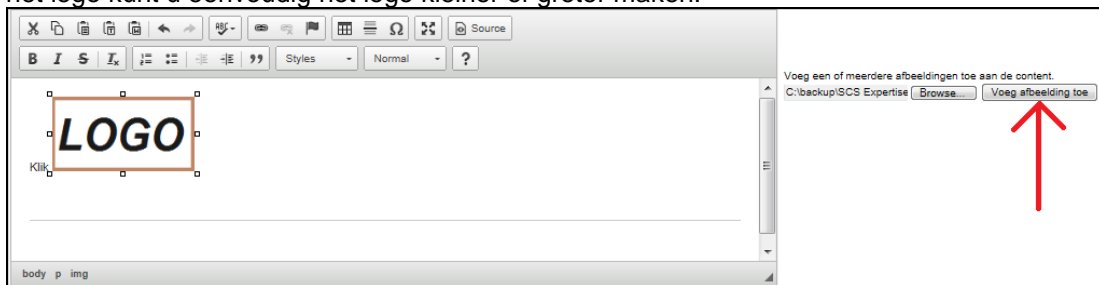 het logo kunt u eenvoudig het logo kleiner of groter maken.
Source
B I S Ix Styles Normal ?
Voeg een of meerdere afbeeldingen toe aan de content.
C:\backup\SCS Expertise Browse... Voeg afbeelding toe
LOGO
Klik
body p img